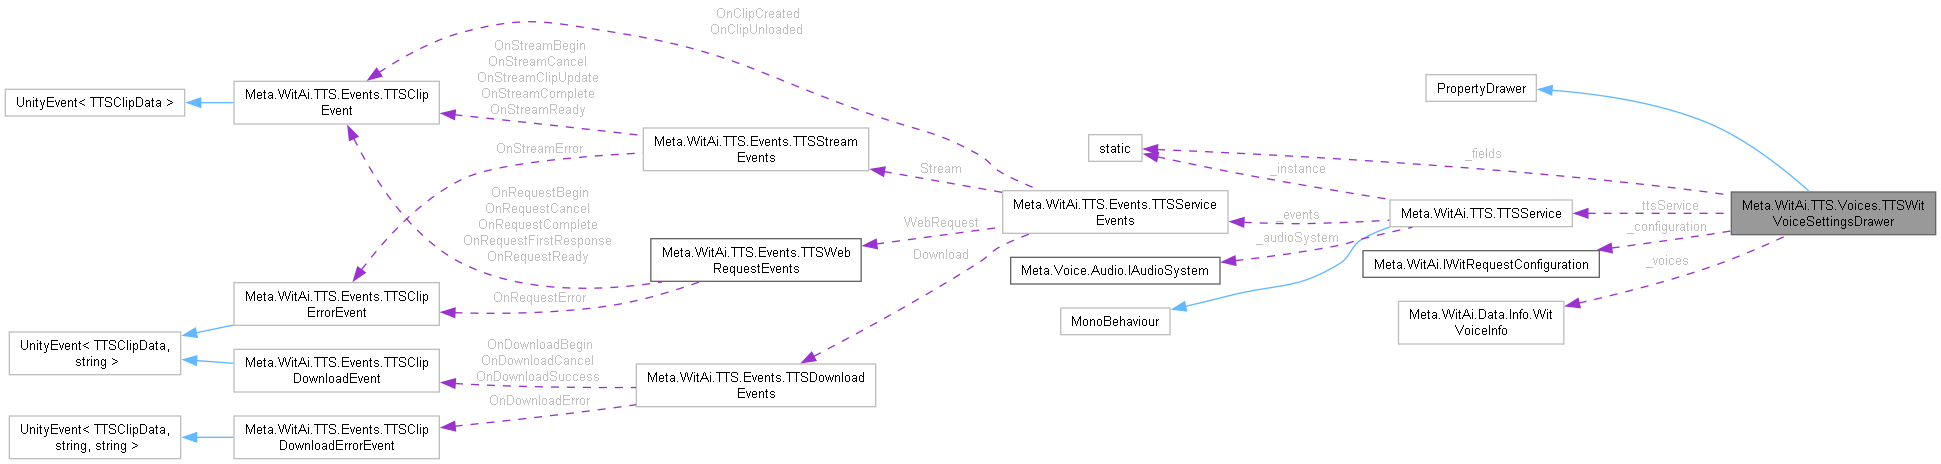 OnClipCreated
OnClipUnloaded
OnStreamBegin
OnStreamCancel
OnStreamClipUpdate
OnStreamComplete
OnStreamReady
UnityEvent< TTSClipData >
Meta.WitAi.TTS.Events.TTSClip
Event
PropertyDrawer
OnStreamError
Meta.WitAi.TTS.Events.TTSStream
Events
static
_fields
_instance
Stream
OnRequestBegin
OnRequestCancel
OnRequestComplete
OnRequestFirstResponse
OnRequestReady
WebRequest
Meta.WitAi.TTS.Events.TTSService
Events
_events
_audioSystem
Meta.WitAi.TTS.TTSService
ttsService
_configuration
_voices
Meta.WitAi.TTS.Voices.TTSWit
VoiceSettingsDrawer
Meta.WitAi.TTS.Events.TTSWeb
RequestEvents
Download
Meta.Voice.Audio.IAudioSystem
Meta.WitAi.IWitRequestConfiguration
Meta.WitAi.TTS.Events.TTSClip
ErrorEvent
OnRequestError
MonoBehaviour
Meta.WitAi.Data.Info.Wit
VoiceInfo
UnityEvent< TTSClipData,
string >
Meta.WitAi.TTS.Events.TTSClip
DownloadEvent
OnDownloadBegin
OnDownloadCancel
OnDownloadSuccess
OnDownloadError
Meta.WitAi.TTS.Events.TTSDownload
Events
UnityEvent< TTSClipData,
string, string >
Meta.WitAi.TTS.Events.TTSClip
DownloadErrorEvent